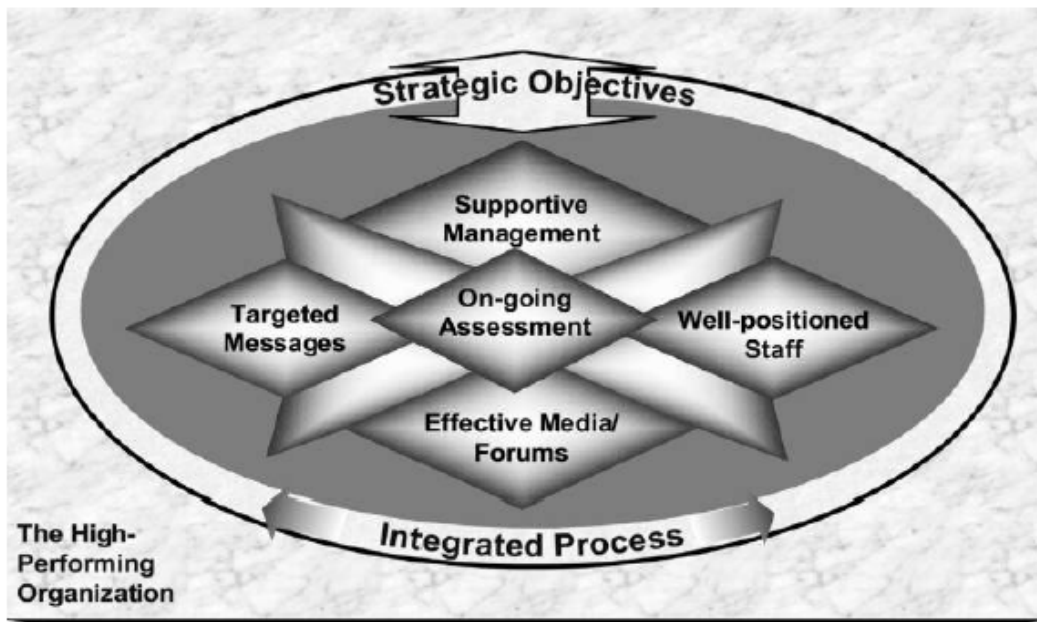 Strategic Objectives
Supportive
Management
Targeted
Messages
On-going
Assessment
Well-positioned
Staff
Effective Media/
Forums
Integrated Process
The High-
Performing
Organization